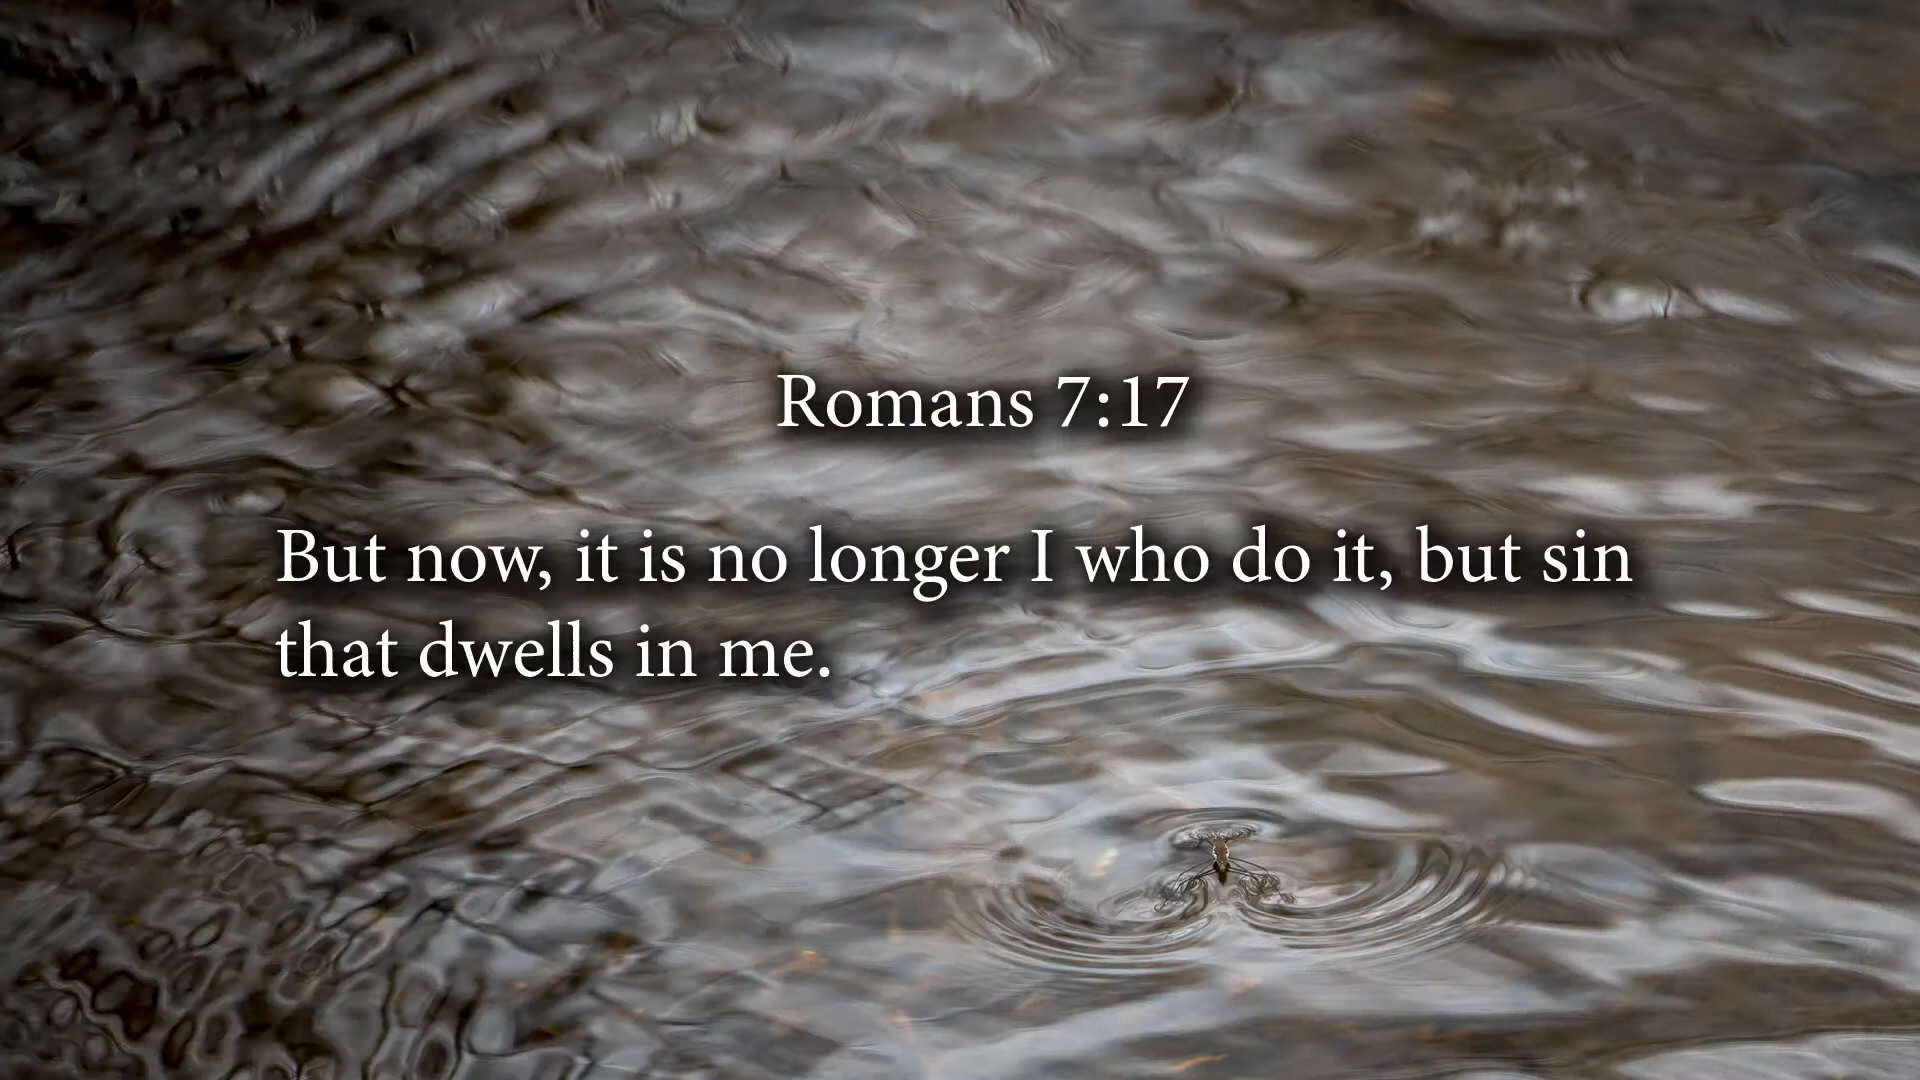 Romans 7:17
But now, it is no longer I who do it, but sin
that dwells in me.